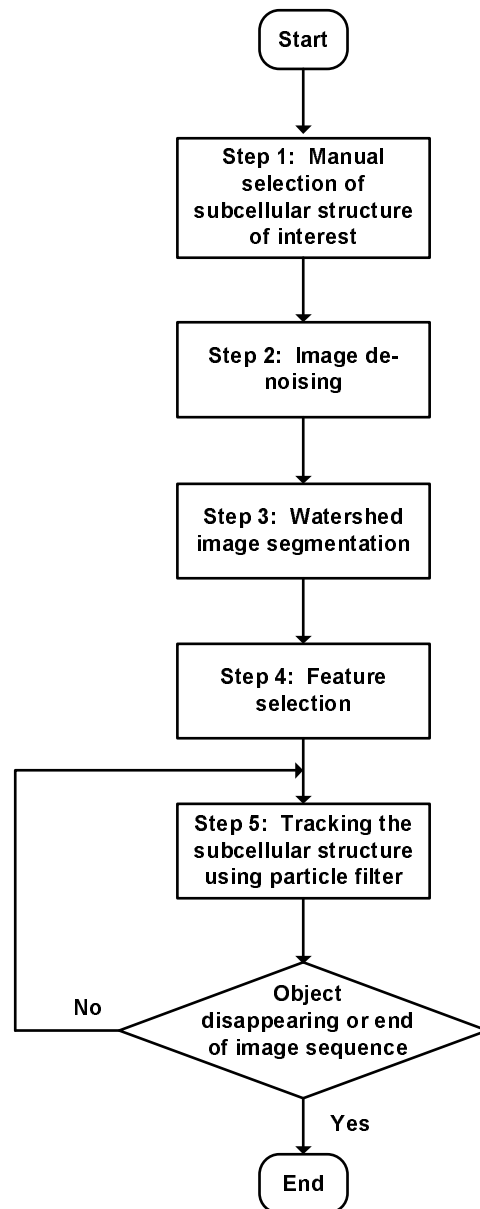 Start
Step 1: Manual
selection of
subcellular structure
of interest
Step 2: Image de-
noising
Step 3: Watershed
image segmentation
Step 4: Feature
selection
Step 5: Tracking the
subcellular structure
using particle filter
Object
disappearing or end
of image sequence
No
Yes
End